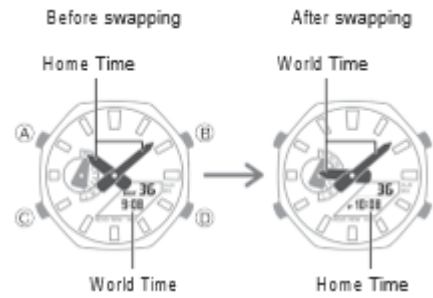 Before swapping
After swapping
Home Time
World Time
A
B
36
9:08
36
P 10:08
C
D
World Time
Home Time